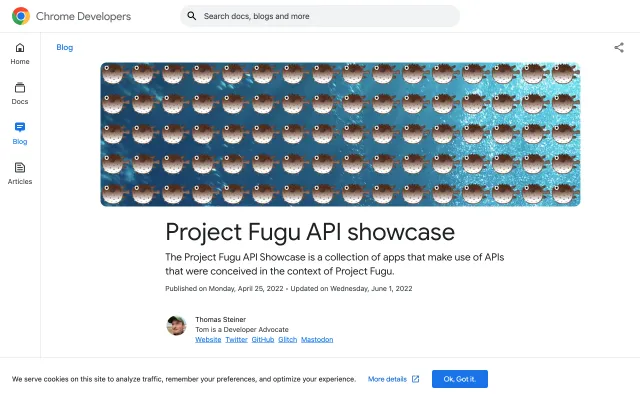 Chrome Developers
Search docs, blogs and more
Home
Docs
Blog
Articles
Blog
Project Fugu API showcase
The Project Fugu API Showcase is a collection of apps that make use of APIs
that were conceived in the context of Project Fugu.
Published on Monday, April 25, 2022 • Updated on Wednesday, June 1, 2022
Thomas Steiner
Tom is a Developer Advocate
Website Twitter GitHub Glitch Mastodon
We serve cookies on this site to analyze traffic, remember your preferences, and optimize your experience. More details Ok, Got it.